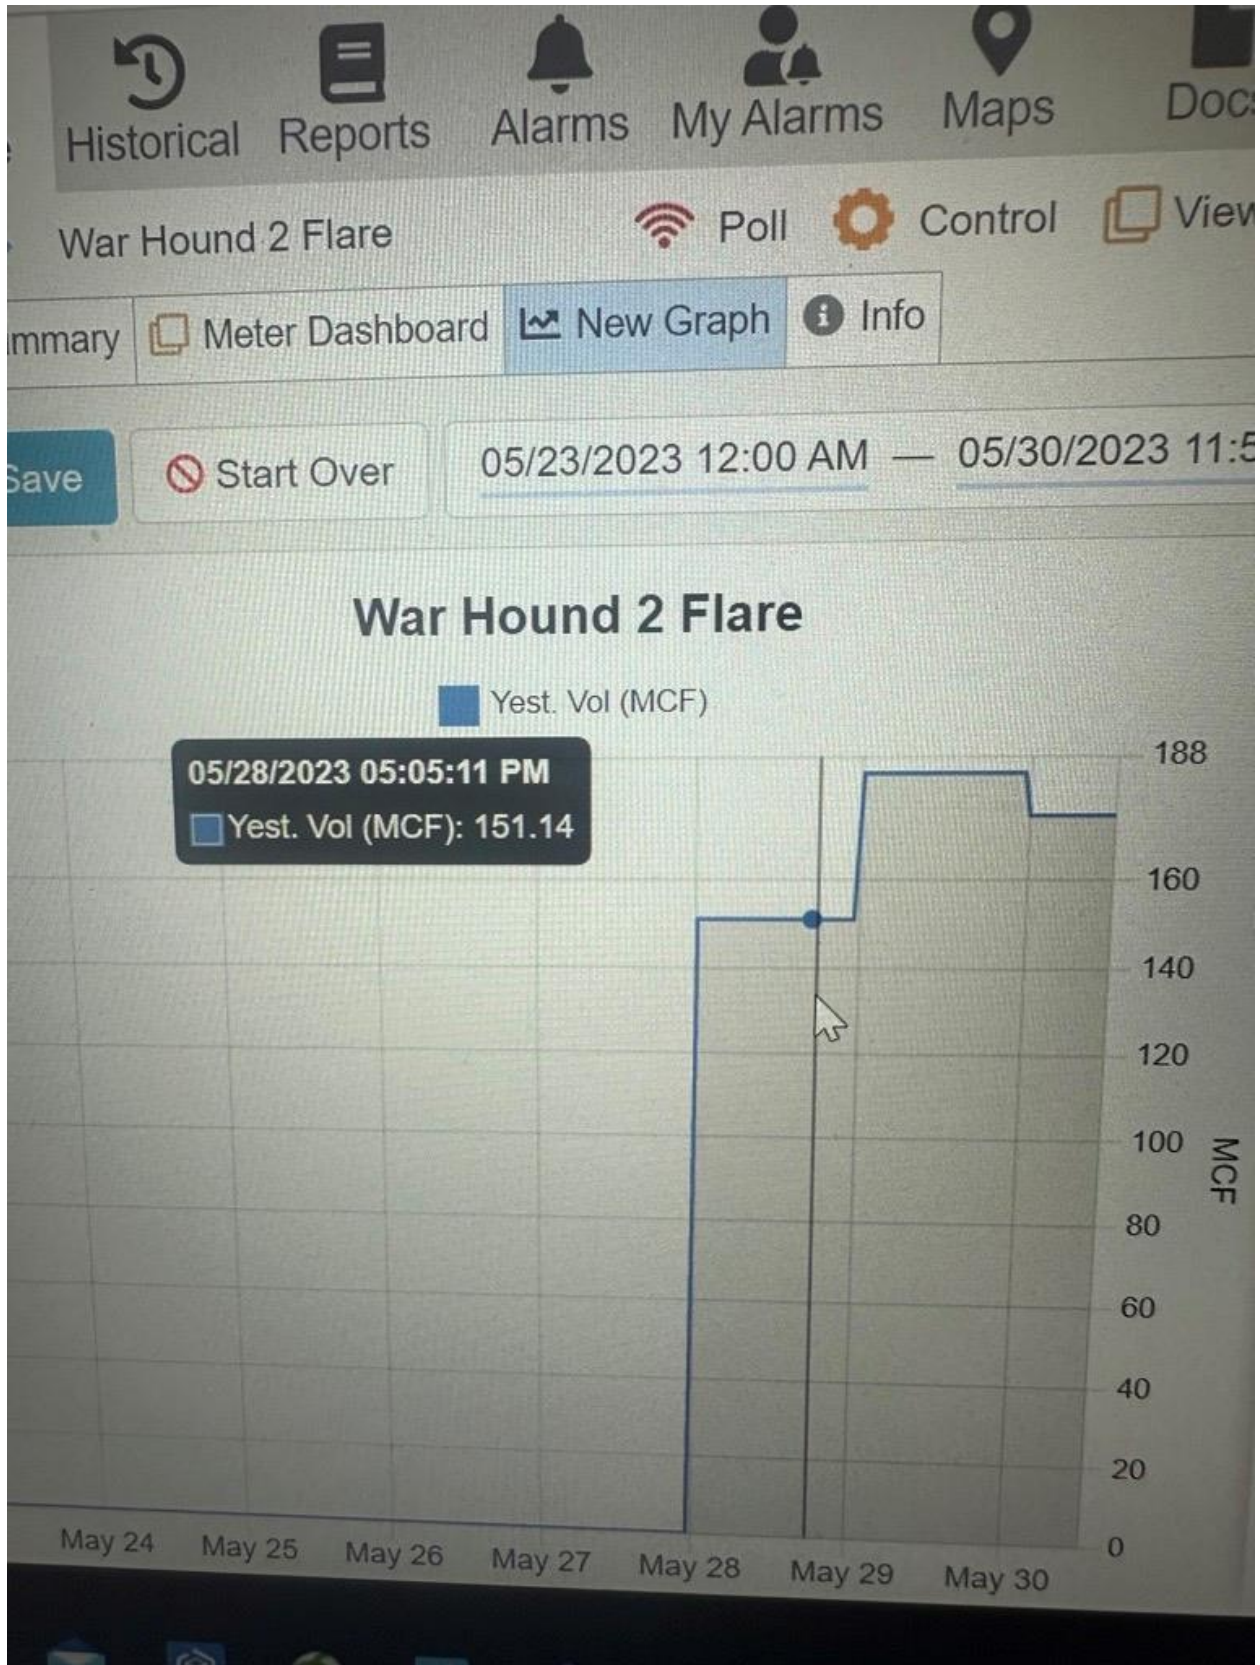 Historical Reports Alarms My Alarms Maps
War Hound 2 Flare Poll Control View
Meter Dashboard New Graph Info
Save Start Over 05/23/2023 12:00 AM — 05/30/2023
War Hound 2 Flare
Yest. Vol (MCF)
05/28/2023 05:05:11 PM
Yest. Vol (MCF): 151.14
188
160
140
120
100
80
60
40
20
0
MCF
May 24 May 25 May 26 May 27 May 28 May 29 May 30